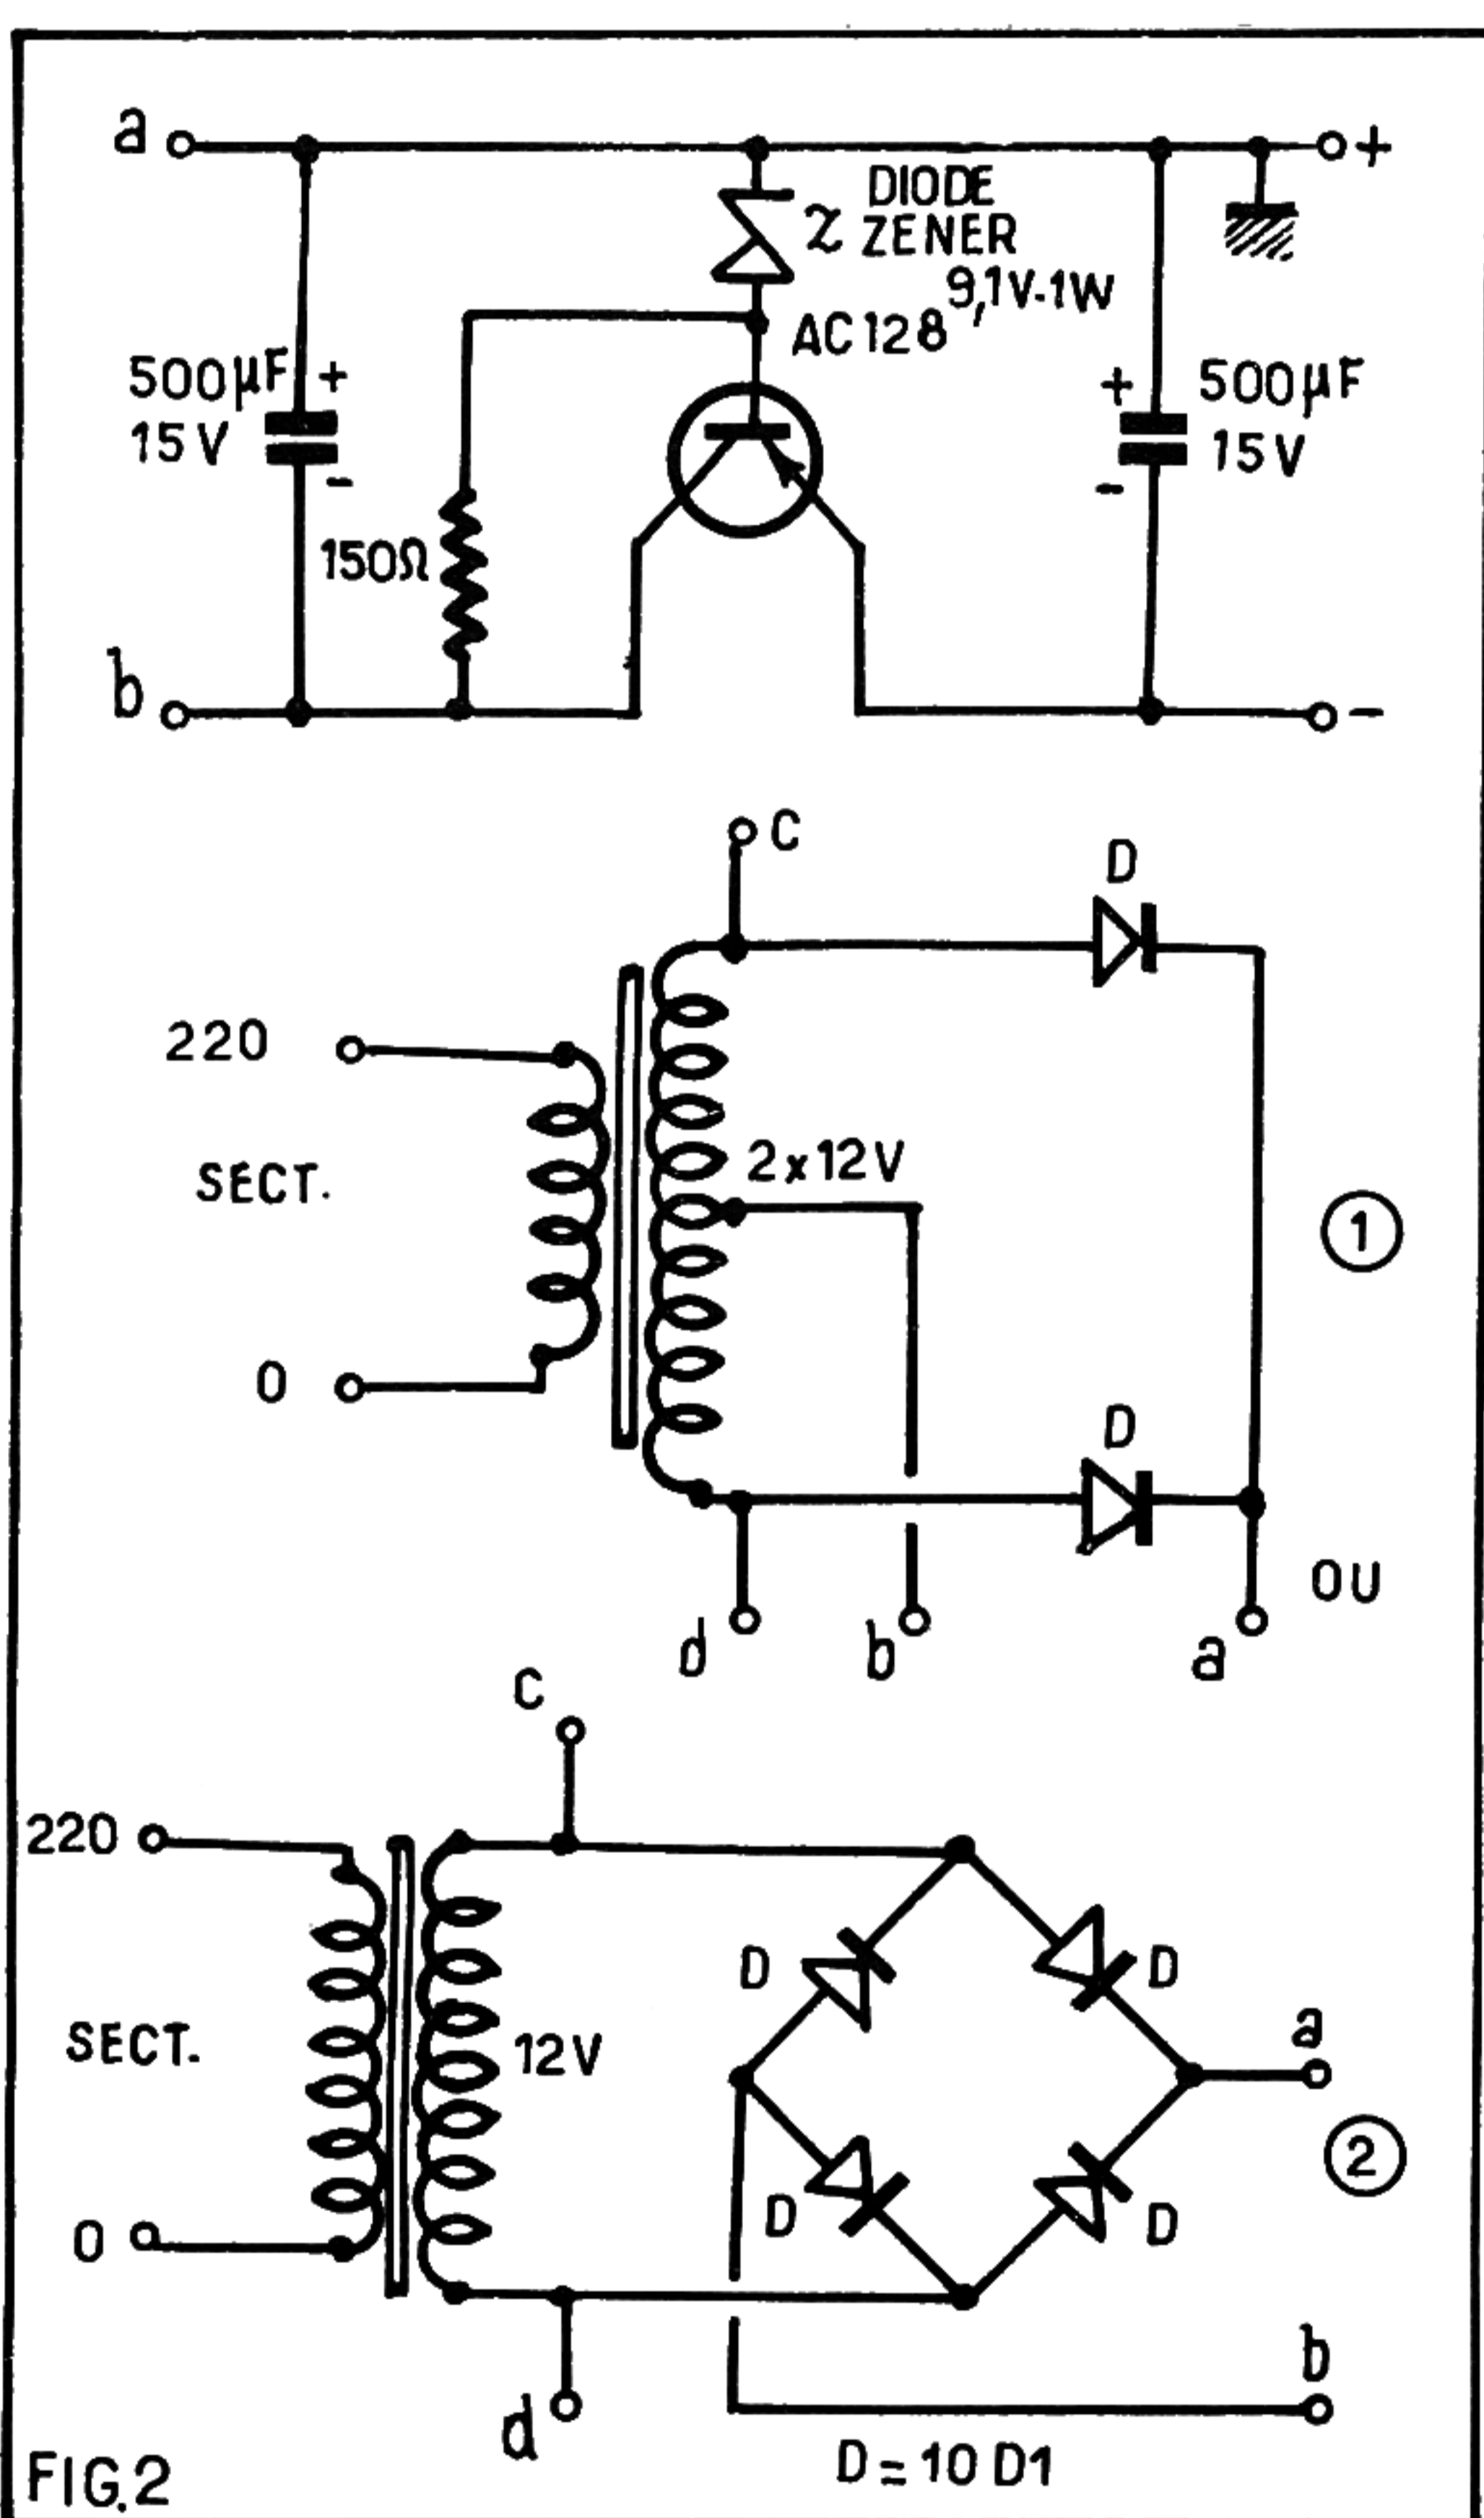 a
+
DIODE
Z ZENER
9,1V-1W
AC128
500µF +
15V
-
+ 500µF
15V
-
150Ω
b
-
C
D
220
2x12V
SECT.
1
0
D
OU
d
b
a
C
220
D
D
a
SECT.
12V
2
D
D
0
b
d
D=10 D1
FIG.2